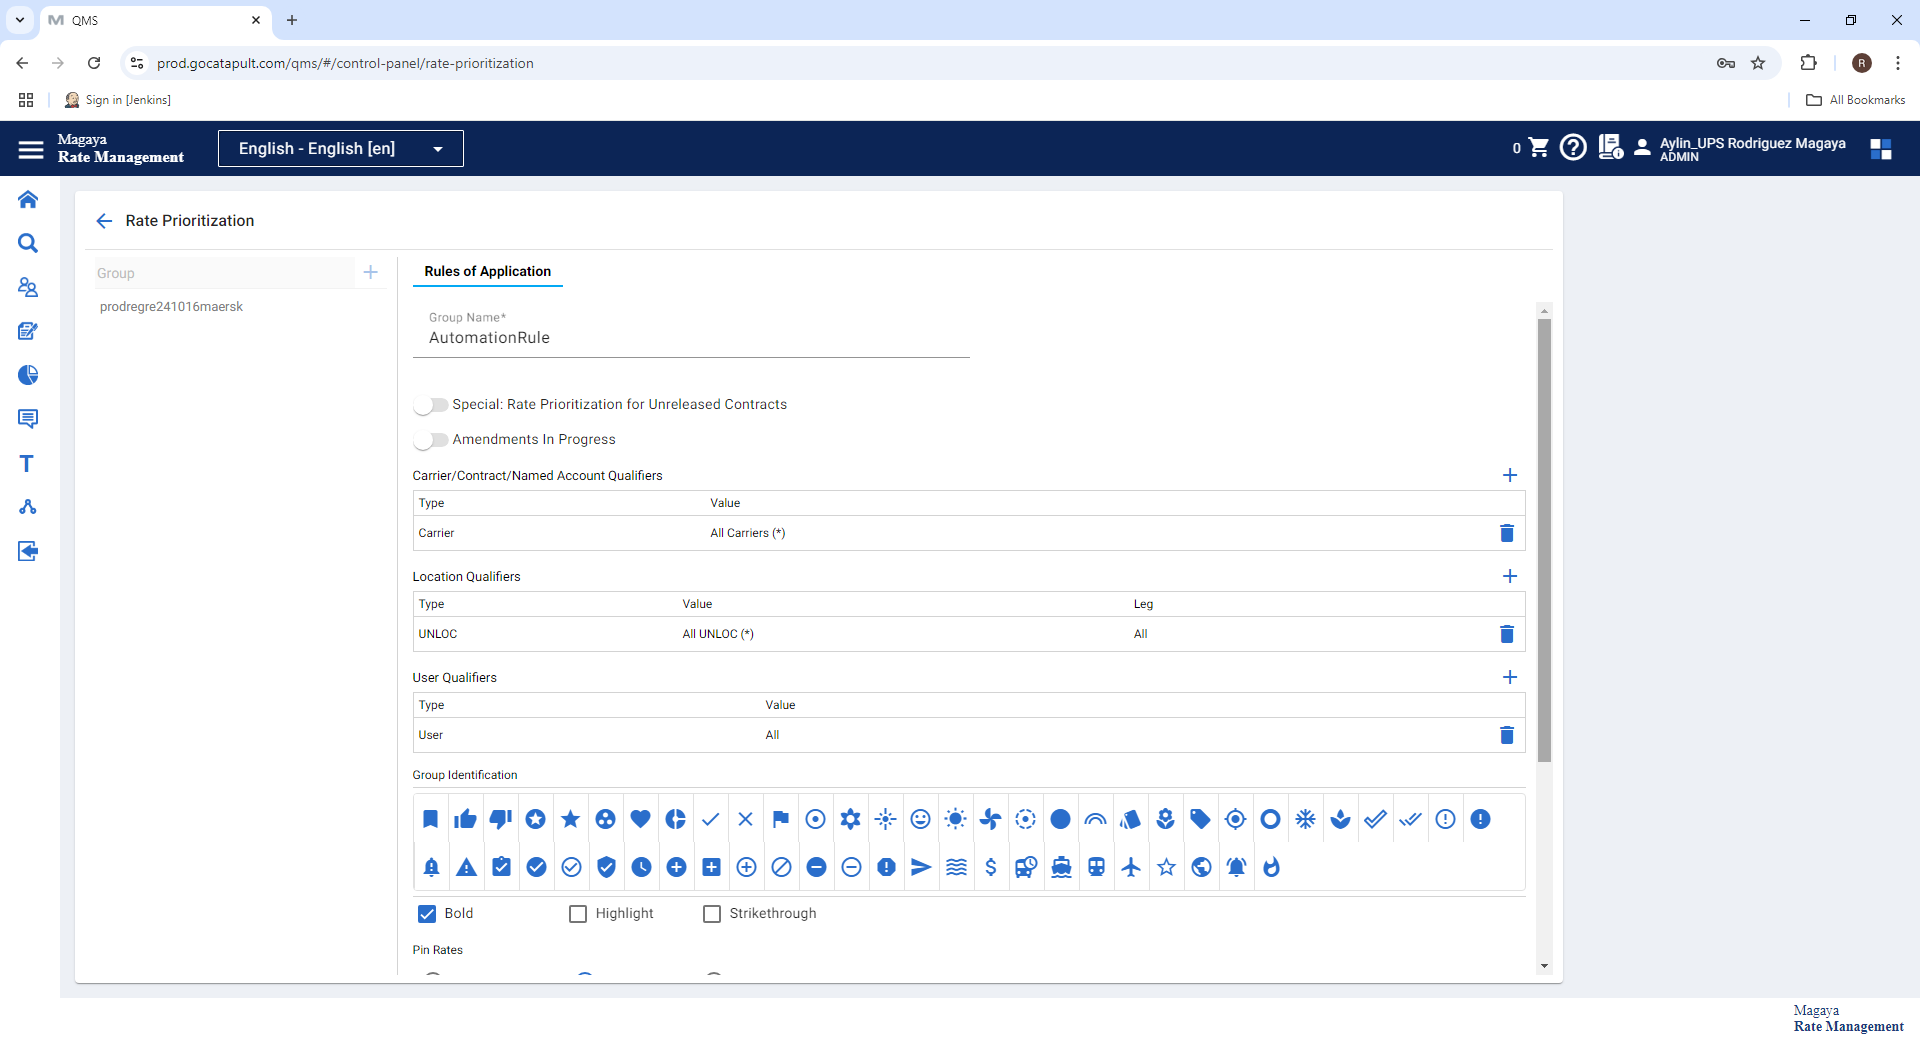 QMS
prod.gocatapult.com/qms/#/control-panel/rate-prioritization
R
Sign in [Jenkins]
All Bookmarks
Magaya
Rate Management
English - English [en]
0
Aylin_UPS Rodriguez Magaya
ADMIN
Rate Prioritization
Group
prodregre241016maersk
Rules of Application
Group Name*
AutomationRule
Special: Rate Prioritization for Unreleased Contracts
Amendments In Progress
Carrier/Contract/Named Account Qualifiers
Type Value
Carrier All Carriers (*)
Location Qualifiers
Type Value Leg
UNLOC All UNLOC (*) All
User Qualifiers
Type Value
User All
Group Identification
Bold Highlight Strikethrough
Pin Rates
Magaya
Rate Management